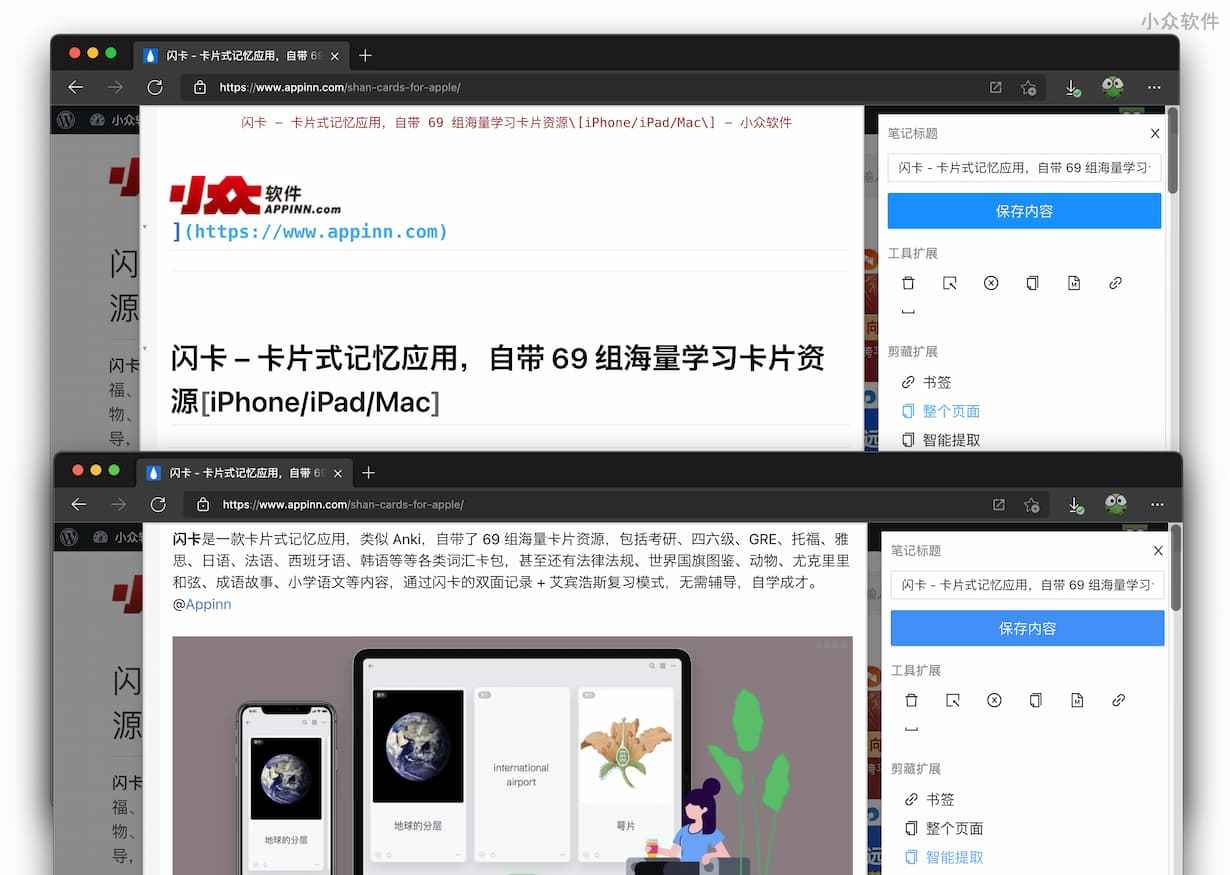 小众软件
闪卡 - 卡片式记忆应用，自带 69
https://www.appinn.com/shan-cards-for-apple/
小众
闪卡 – 卡片式记忆应用，自带 69 组海量学习卡片资源\[iPhone/iPad/Mac\] – 小众软件
小众 软件
APPINN.com
](https://www.appinn.com)
闪卡 – 卡片式记忆应用，自带 69 组海量学习卡片资
源[iPhone/iPad/Mac]
闪
源
闪卡
福、
物、
导，
笔记标题
闪卡 - 卡片式记忆应用，自带 69 组海量学习
保存内容
工具扩展
剪藏扩展
书签
整个页面
智能提取
闪卡 - 卡片式记忆应用，自带 69
https://www.appinn.com/shan-cards-for-apple/
小众
闪卡是一款卡片式记忆应用，类似 Anki，自带了 69 组海量卡片资源，包括考研、四六级、GRE、托福、雅
思、日语、法语、西班牙语、韩语等等各类词汇卡包，甚至还有法律法规、世界国旗图鉴、动物、尤克里里
和弦、成语故事、小学语文等内容，通过闪卡的双面记录 + 艾宾浩斯复习模式，无需辅导，自学成才。
@Appinn
地球的分层
地球的分层
international
airport
萼片
闪
源
闪卡
福、
物、
导，
笔记标题
闪卡 - 卡片式记忆应用，自带 69 组海量学习
保存内容
工具扩展
剪藏扩展
书签
整个页面
智能提取